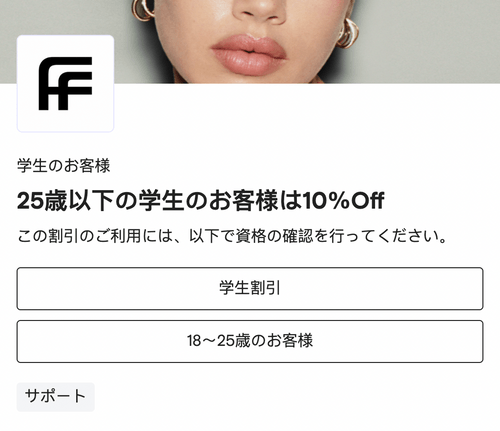 学生のお客様
25歳以下の学生のお客様は10%Off
この割引のご利用には、以下で資格の確認を行ってください。
学生割引
18〜25歳のお客様
サポート